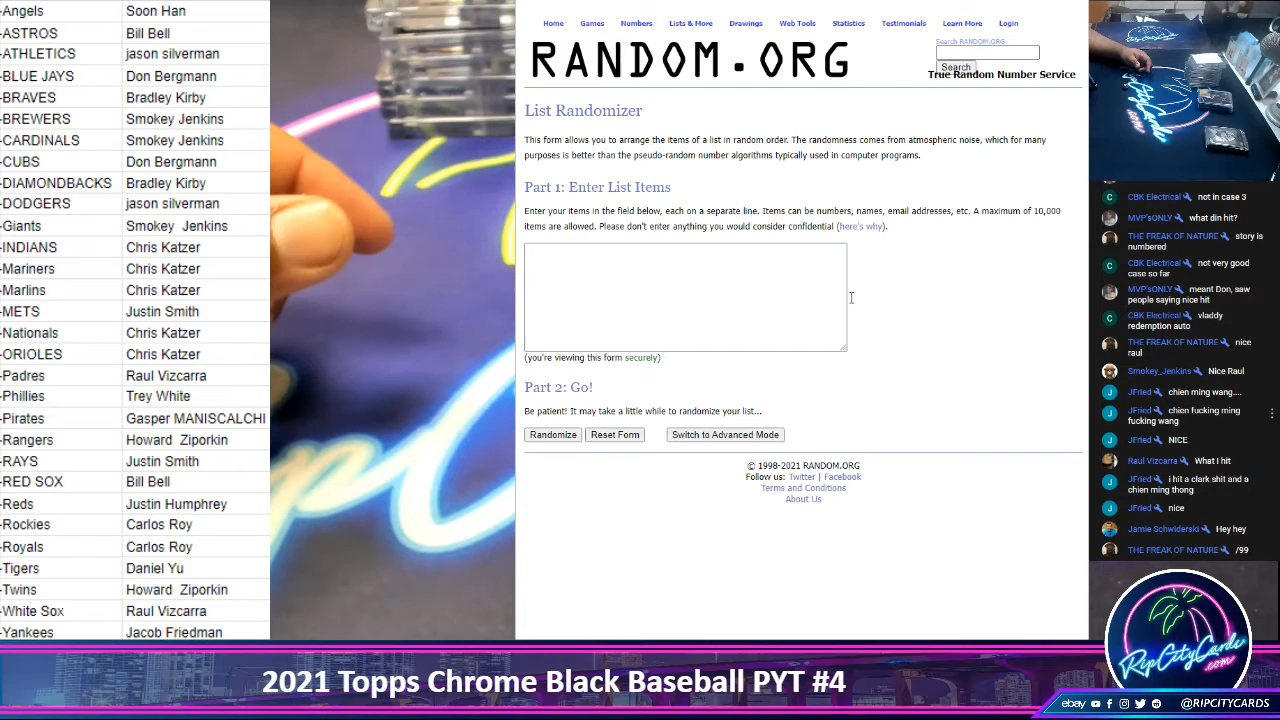 -Angels Soon Han
-ASTROS Bill Bell
-ATHLETICS jason silverman
-BLUE JAYS Don Bergmann
-BRAVES Bradley Kirby
-BREWERS Smokey Jenkins
-CARDINALS Smokey Jenkins
-CUBS Don Bergmann
-DIAMONDBACKS Bradley Kirby
-DODGERS jason silverman
-Giants Smokey Jenkins
-INDIANS Chris Katzer
-Mariners Chris Katzer
-Marlins Chris Katzer
-METS Justin Smith
-Nationals Chris Katzer
-ORIOLES Chris Katzer
-Padres Raul Vizcarra
-Phillies Trey White
-Pirates Gasper MANISCALCHI
-Rangers Howard Ziporkin
-RAYS Justin Smith
-RED SOX Bill Bell
-Reds Justin Humphrey
-Rockies Carlos Roy
-Royals Carlos Roy
-Tigers Daniel Yu
-Twins Howard Ziporkin
-White Sox Raul Vizcarra
-Yankees Jacob Friedman
Home Games Numbers Lists & More Drawings Web Tools Statistics Testimonials Learn More Login
Search RANDOM.ORG
RANDOM.ORG
Search
True Random Number Service
List Randomizer
This form allows you to arrange the items of a list in random order. The randomness comes from atmospheric noise, which for many
purposes is better than the pseudo-random number algorithms typically used in computer programs.
Part 1: Enter List Items
Enter your items in the field below, each on a separate line. Items can be numbers, names, email addresses, etc. A maximum of 10,000
items are allowed. Please don't enter anything you would consider confidential (here's why).
(you're viewing this form securely)
Part 2: Go!
Be patient! It may take a little while to randomize your list...
Randomize Reset Form Switch to Advanced Mode
© 1998-2021 RANDOM.ORG
Follow us: Twitter | Facebook
Terms and Conditions
About Us
C CBK Electrical not in case 3
MVP'sONLY what din hit?
THE FREAK OF NATURE story is
numbered
C CBK Electrical not very good
case so far
MVP'sONLY meant Don, saw
people saying nice hit
C CBK Electrical vladdy
redemption auto
THE FREAK OF NATURE nice
raul
Smokey_Jenkins Nice Raul
J JFried chien ming wang....
J JFried chien fucking ming
fucking wang
J JFried NICE
Raul Vizcarra What I hit
J JFried i hit a clark shit and a
chien ming thong
J JFried nice
Jamie Schwiderski Hey hey
THE FREAK OF NATURE /99
RipCityCards
.com
2021 Topps Chrome Black Baseball PYT #4
ebay @RIPCITYCARDS